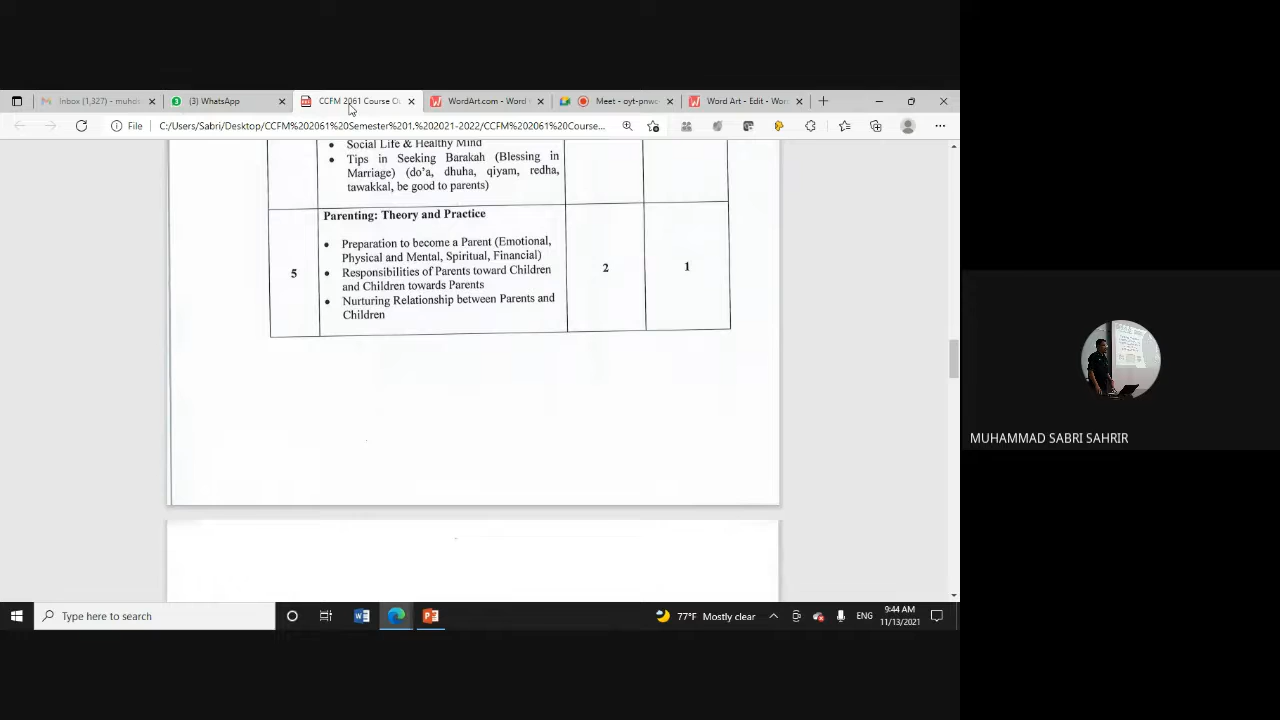 Inbox (1,327) - muhds
(3) WhatsApp
CCFM 2061 Course Ou
WordArt.com - Word
Meet - oyt-pnwo
Word Art - Edit - Wor
File
C:/Users/Sabri/Desktop/CCFM%202061%20Semester%201.%202021-2022/CCFM%202061%20Course...
• Social Life & Healthy Mind
• Tips in Seeking Barakah (Blessing in
Marriage) (do'a, dhuha, qiyam, redha,
tawakkal, be good to parents)
5
Parenting: Theory and Practice
• Preparation to become a Parent (Emotional,
Physical and Mental, Spiritual, Financial)
• Responsibilities of Parents toward Children
and Children towards Parents
• Nurturing Relationship between Parents and
Children
2
1
MUHAMMAD SABRI SAHRIR
Type here to search
77°F Mostly clear
ENG
9:44 AM
11/13/2021